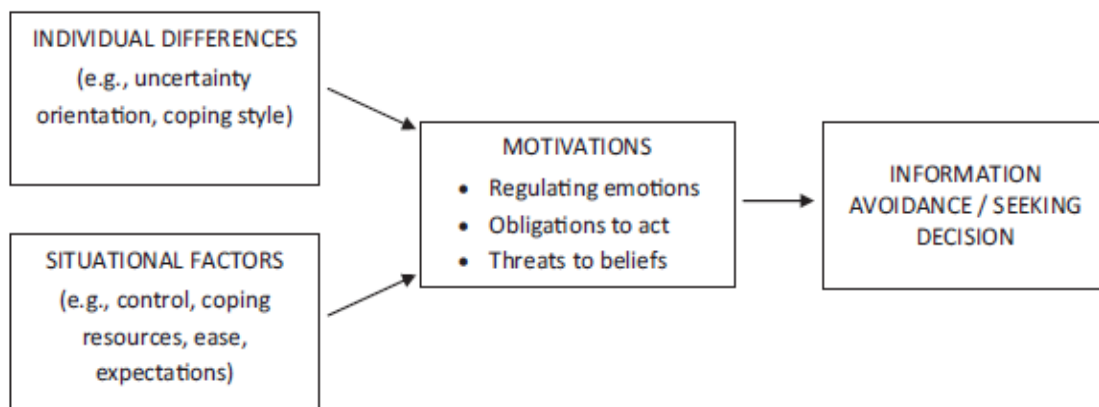 INDIVIDUAL DIFFERENCES
(e.g., uncertainty
orientation, coping style)
SITUATIONAL FACTORS
(e.g., control, coping
resources, ease,
expectations)
MOTIVATIONS
• Regulating emotions
• Obligations to act
• Threats to beliefs
INFORMATION
AVOIDANCE / SEEKING
DECISION